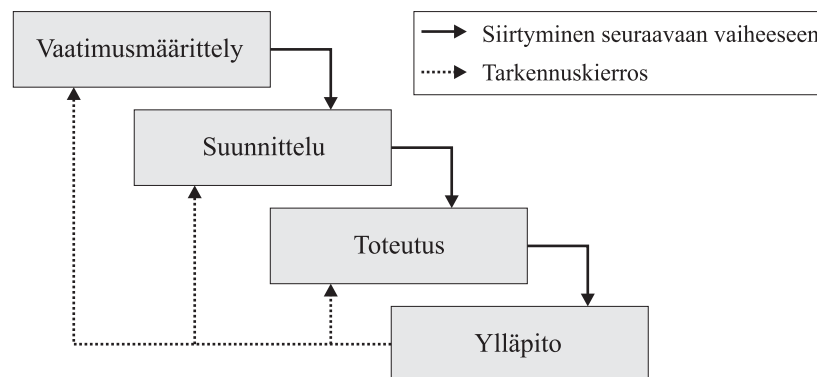 Vaatimusmäärittely
Siirtyminen seuraavaan vaiheeseen
Tarkennuskierros
Suunnittelu
Toteutus
Ylläpito